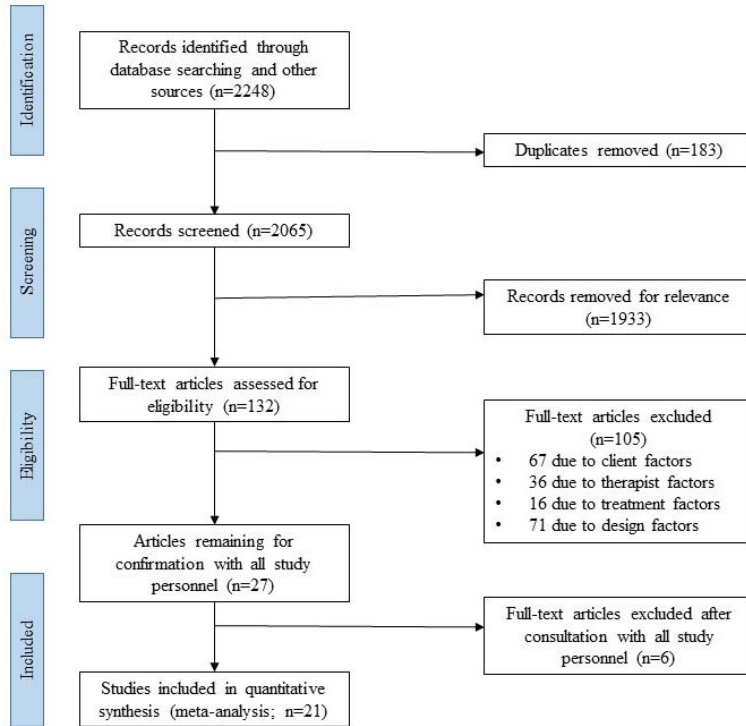 Identification
Records identified through
database searching and other
sources (n=2248)
Duplicates removed (n=183)
Screening
Records screened (n=2065)
Records removed for relevance
(n=1933)
Eligibility
Full-text articles assessed for
eligibility (n=132)
Full-text articles excluded
(n=105)
• 67 due to client factors
• 36 due to therapist factors
• 16 due to treatment factors
• 71 due to design factors
Articles remaining for
confirmation with all study
personnel (n=27)
Included
Full-text articles excluded after
consultation with all study
personnel (n=6)
Studies included in quantitative
synthesis (meta-analysis; n=21)